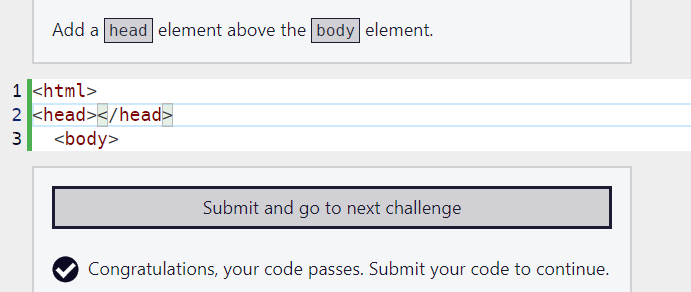 Add a head element above the body element.
1 <html>
2 <head></head>
3 <body>
Submit and go to next challenge
Congratulations, your code passes. Submit your code to continue.